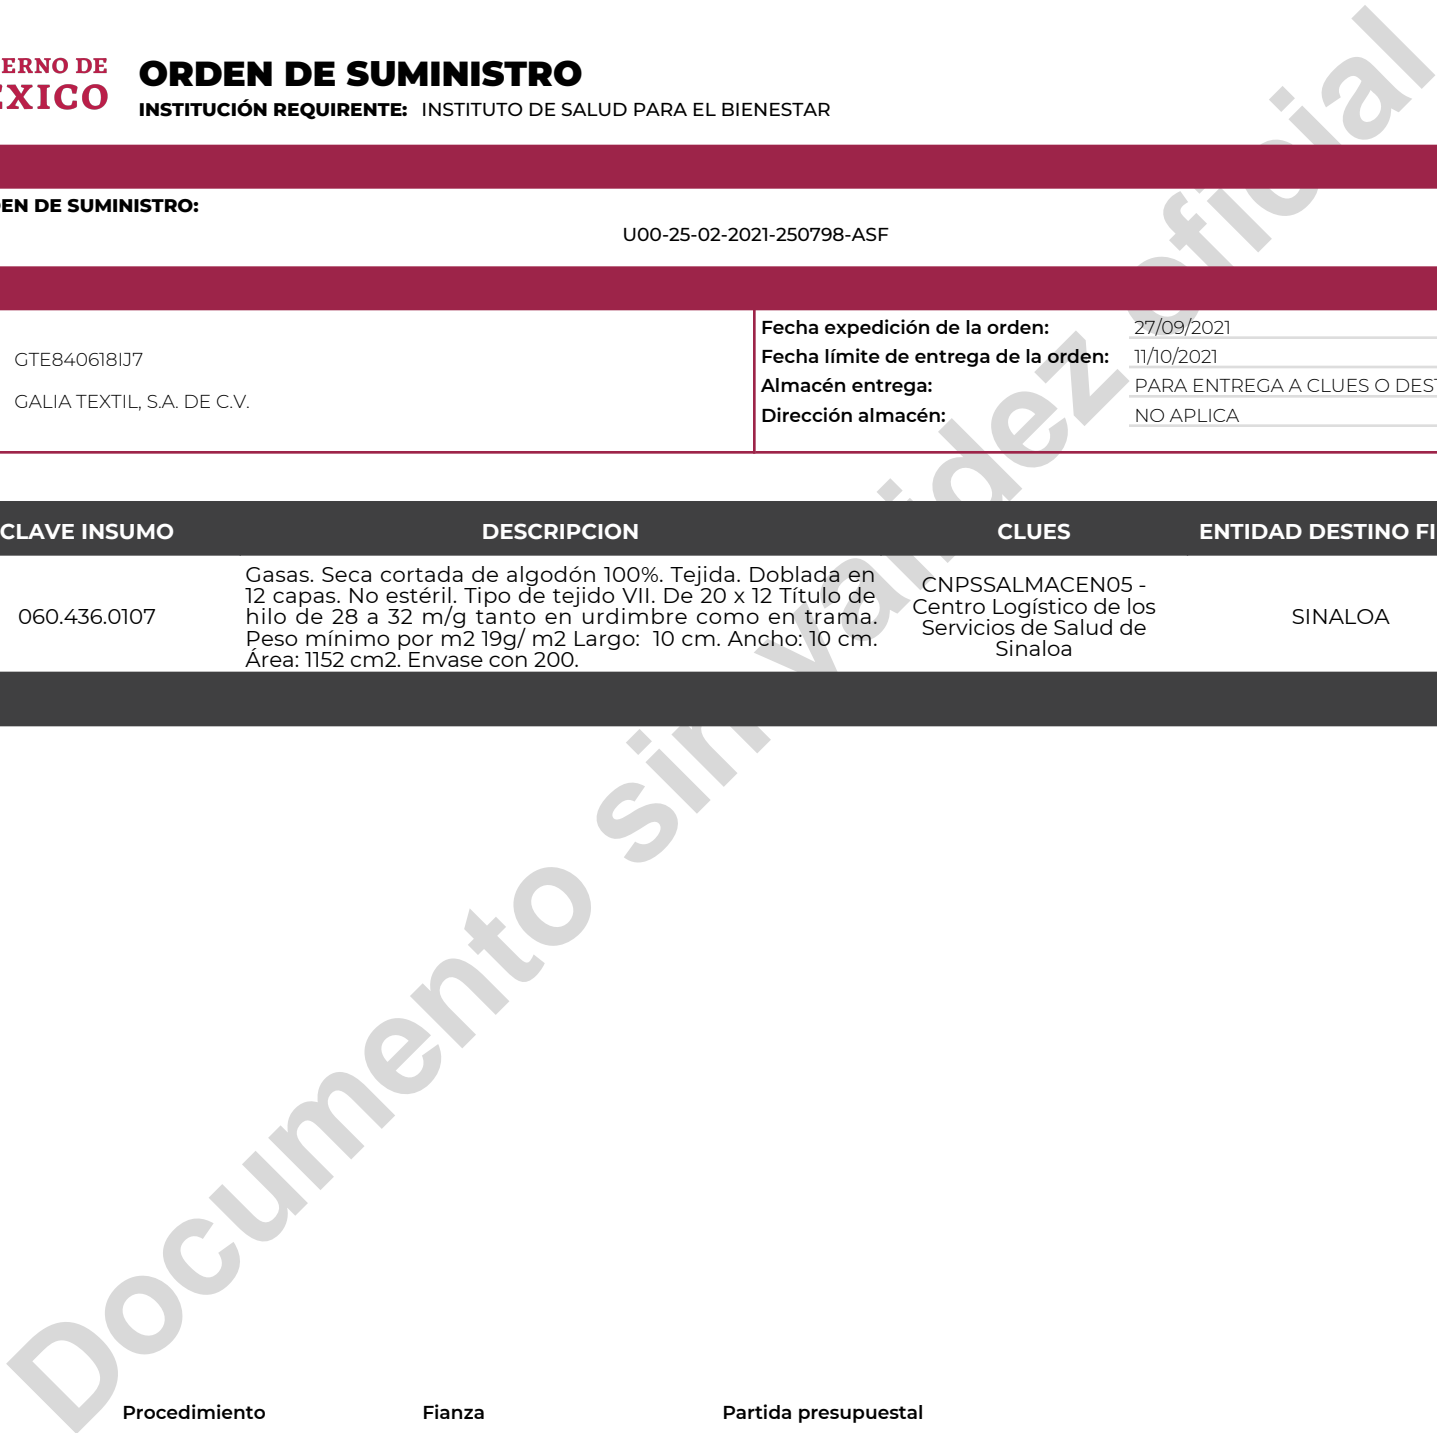 ERNO DE
EXICO
ORDEN DE SUMINISTRO
INSTITUCIÓN REQUIRENTE: INSTITUTO DE SALUD PARA EL BIENESTAR
EN DE SUMINISTRO:
U00-25-02-2021-250798-ASF
GTE840618IJ7
GALIA TEXTIL, S.A. DE C.V.
Fecha expedición de la orden: 27/09/2021
Fecha límite de entrega de la orden: 11/10/2021
Almacén entrega: PARA ENTREGA A CLUES O DEST
Dirección almacén: NO APLICA
CLAVE INSUMO DESCRIPCION CLUES ENTIDAD DESTINO FI
060.436.0107
Gasas. Seca cortada de algodón 100%. Tejida. Doblada en
12 capas. No estéril. Tipo de tejido VII. De 20 x 12 Título de
hilo de 28 a 32 m/g tanto en urdimbre como en trama.
Peso mínimo por m2 19g/ m2 Largo: 10 cm. Ancho: 10 cm.
Área: 1152 cm2. Envase con 200.
CNPSSALMACEN05 -
Centro Logístico de los
Servicios de Salud de
Sinaloa
SINALOA
Documento sin validez oficial
Procedimiento Fianza Partida presupuestal